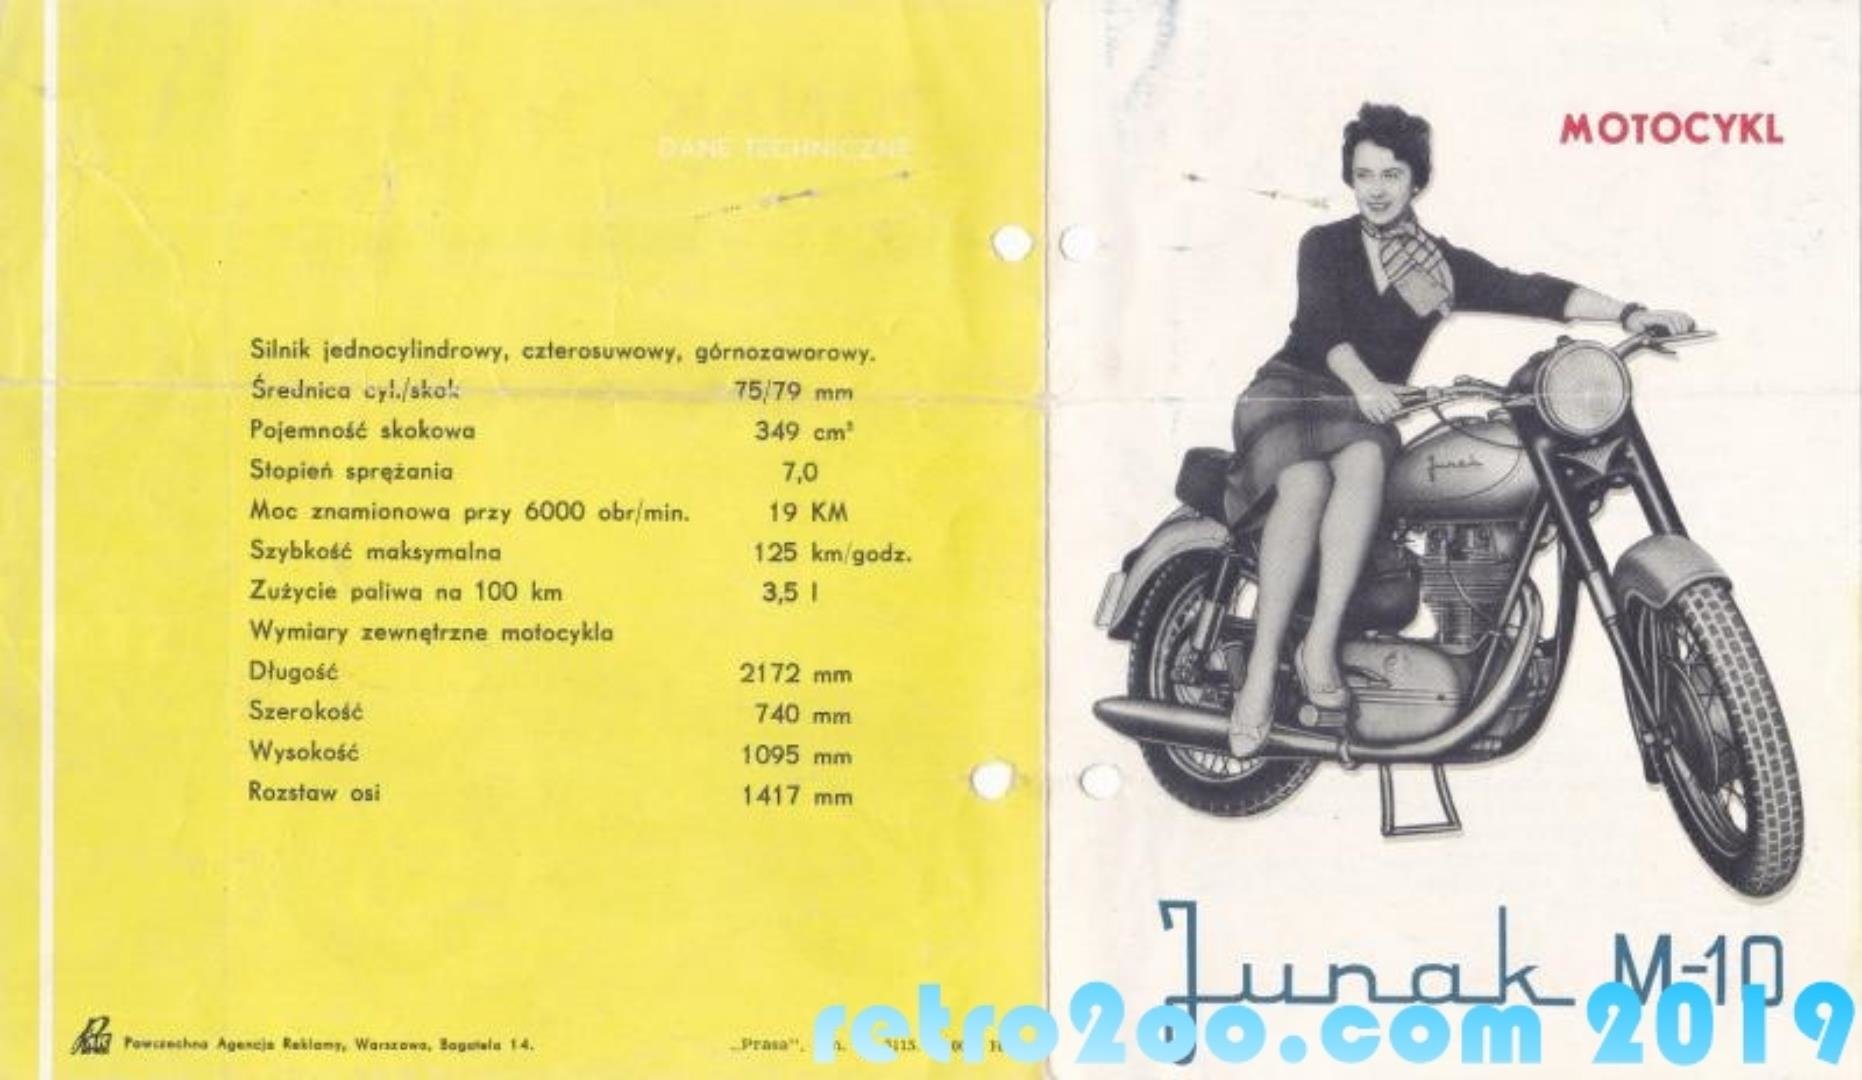 DANE TECHNICZNE
Silnik jednocylindrowy, czterosuwowy, górnozaworowy.
Średnica cyl./skok 75/79 mm
Pojemność skokowa 349 cm³
Stopień sprężania 7,0
Moc znamionowa przy 6000 obr/min. 19 KM
Szybkość maksymalna 125 km/godz.
Zużycie paliwa na 100 km 3,5 l
Wymiary zewnętrzne motocykla
Długość 2172 mm
Szerokość 740 mm
Wysokość 1095 mm
Rozstaw osi 1417 mm
Powszechna Agencja Reklamy, Warszawa, Bagatela 14.
„Prasa",
MOTOCYKL
Junak
Junak M-10
retro2oo.com 2019